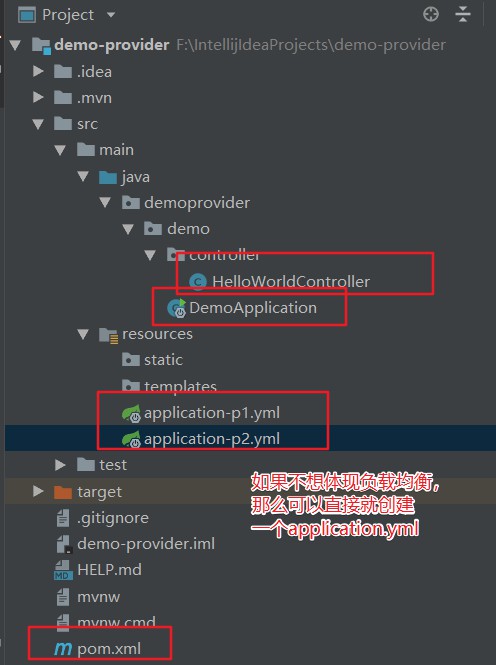 Project
demo-provider F:\IntellijIdeaProjects\demo-provider
.idea
.mvn
src
main
java
demoprovider
demo
controller
HelloWorldController
DemoApplication
resources
static
templates
application-p1.yml
application-p2.yml
test
如果不想体现负载均衡，
那么可以直接就创建
一个application.yml
target
.gitignore
demo-provider.iml
HELP.md
mvnw
mvnw.cmd
pom.xml